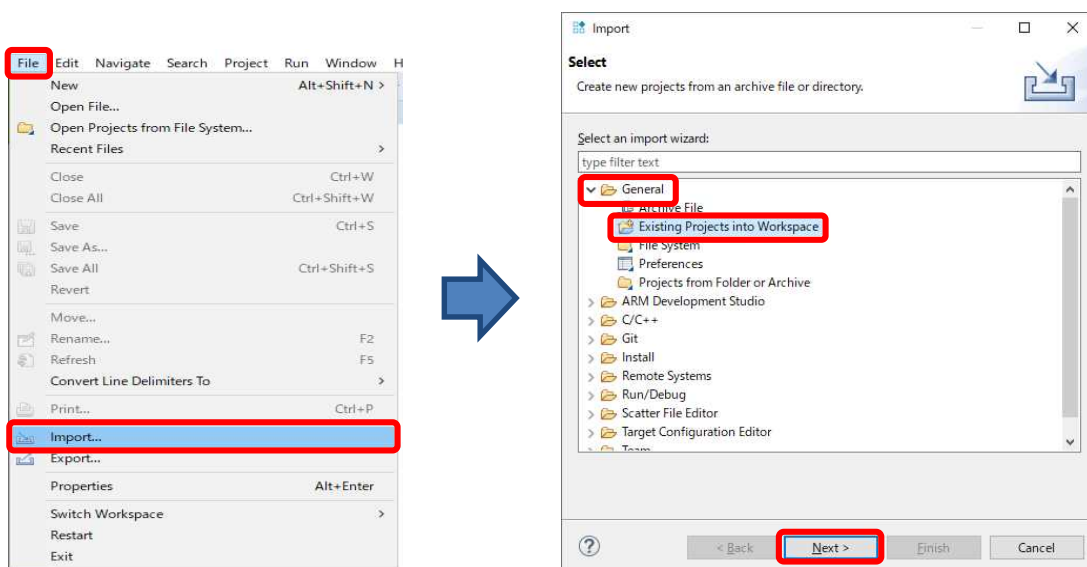 File Edit Navigate Search Project Run Window H
New Alt+Shift+N >
Open File...
Open Projects from File System...
Recent Files >
Close Ctrl+W
Close All Ctrl+Shift+W
Save Ctrl+S
Save As...
Save All Ctrl+Shift+S
Revert
Move...
Rename... F2
Refresh F5
Convert Line Delimiters To >
Print... Ctrl+P
Import...
Export...
Properties Alt+Enter
Switch Workspace >
Restart
Exit
Import
Select
Create new projects from an archive file or directory.
Select an import wizard:
type filter text
General
Archive File
Existing Projects into Workspace
File System
Preferences
Projects from Folder or Archive
> ARM Development Studio
> C/C++
> Git
> Install
> Remote Systems
> Run/Debug
> Scatter File Editor
> Target Configuration Editor
> Team
? < Back Next > Finish Cancel